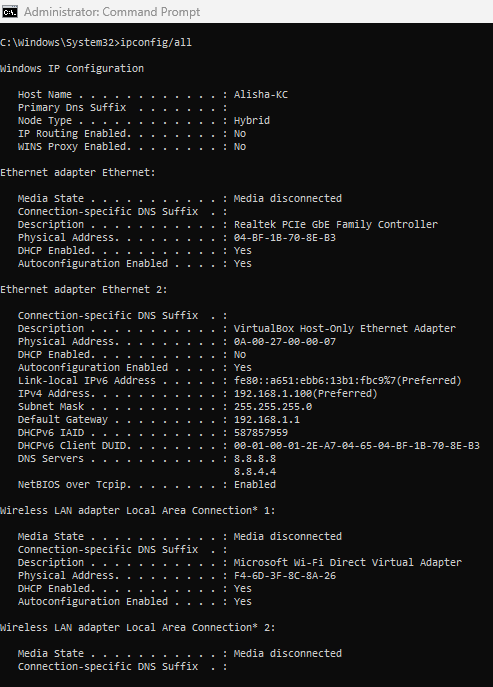 Administrator: Command Prompt
C:\Windows\System32>ipconfig/all
Windows IP Configuration
Host Name . . . . . . . . . . . . : Alisha-KC
Primary Dns Suffix  . . . . . . . :
Node Type . . . . . . . . . . . . : Hybrid
IP Routing Enabled. . . . . . . . : No
WINS Proxy Enabled. . . . . . . . : No
Ethernet adapter Ethernet:
Media State . . . . . . . . . . . : Media disconnected
Connection-specific DNS Suffix  . :
Description . . . . . . . . . . . : Realtek PCIe GbE Family Controller
Physical Address. . . . . . . . . : 04-BF-1B-70-8E-B3
DHCP Enabled. . . . . . . . . . . : Yes
Autoconfiguration Enabled . . . . : Yes
Ethernet adapter Ethernet 2:
Connection-specific DNS Suffix  . :
Description . . . . . . . . . . . : VirtualBox Host-Only Ethernet Adapter
Physical Address. . . . . . . . . : 0A-00-27-00-00-07
DHCP Enabled. . . . . . . . . . . : No
Autoconfiguration Enabled . . . . : Yes
Link-local IPv6 Address . . . . . : fe80::a651:ebb6:13b1:fbc9%7(Preferred)
IPv4 Address. . . . . . . . . . . : 192.168.1.100(Preferred)
Subnet Mask . . . . . . . . . . . : 255.255.255.0
Default Gateway . . . . . . . . . : 192.168.1.1
DHCPv6 IAID . . . . . . . . . . . : 587857959
DHCPv6 Client DUID. . . . . . . . : 00-01-00-01-2E-A7-04-65-04-BF-1B-70-8E-B3
DNS Servers . . . . . . . . . . . : 8.8.8.8
8.8.4.4
NetBIOS over Tcpip. . . . . . . . : Enabled
Wireless LAN adapter Local Area Connection* 1:
Media State . . . . . . . . . . . : Media disconnected
Connection-specific DNS Suffix  . :
Description . . . . . . . . . . . : Microsoft Wi-Fi Direct Virtual Adapter
Physical Address. . . . . . . . . : F4-6D-3F-8C-8A-26
DHCP Enabled. . . . . . . . . . . : Yes
Autoconfiguration Enabled . . . . : Yes
Wireless LAN adapter Local Area Connection* 2:
Media State . . . . . . . . . . . : Media disconnected
Connection-specific DNS Suffix  . :